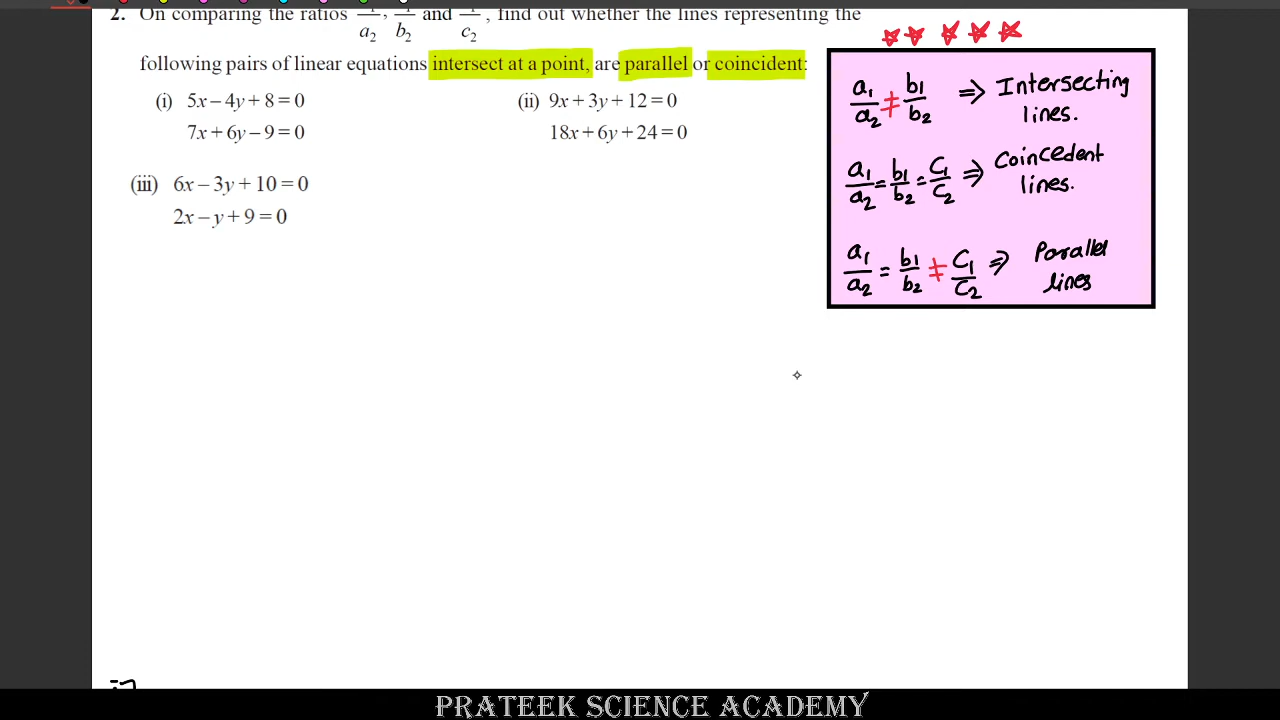 2. On comparing the ratios a₂, b₂ and c₂, find out whether the lines representing the
following pairs of linear equations intersect at a point, are parallel or coincident:
(i) 5x – 4y + 8 = 0
7x + 6y – 9 = 0
(ii) 9x + 3y + 12 = 0
18x + 6y + 24 = 0
(iii) 6x – 3y + 10 = 0
2x – y + 9 = 0
a₁/a₂ ≠ b₁/b₂ ⇒ Intersecting
lines.
a₁/a₂ = b₁/b₂ = C₁/C₂ ⇒ Coincedent
lines.
a₁/a₂ = b₁/b₂ ≠ C₁/C₂ ⇒ Parallel
lines
PRATEEK SCIENCE ACADEMY